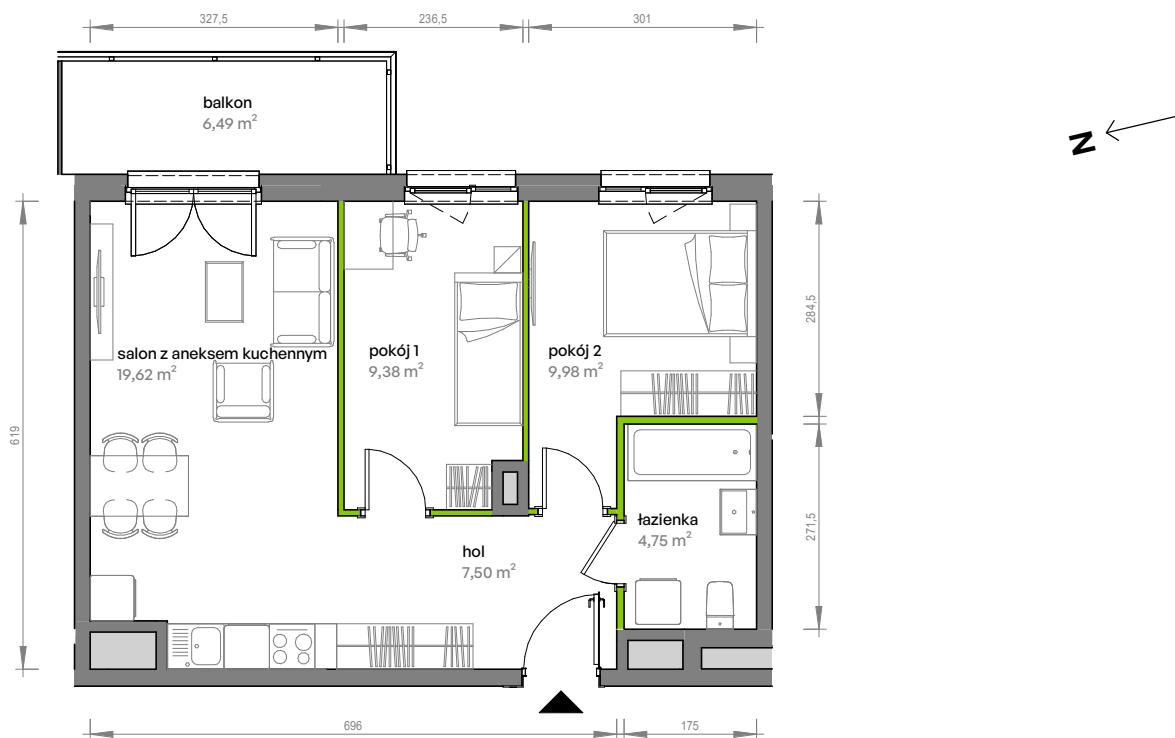 327,5
236,5
301
balkon
6,49 m²
N
salon z aneksem kuchennym
19,62 m²
pokój 1
9,38 m²
pokój 2
9,98 m²
284,5
619
łazienka
4,75 m²
271,5
hol
7,50 m²
696
175